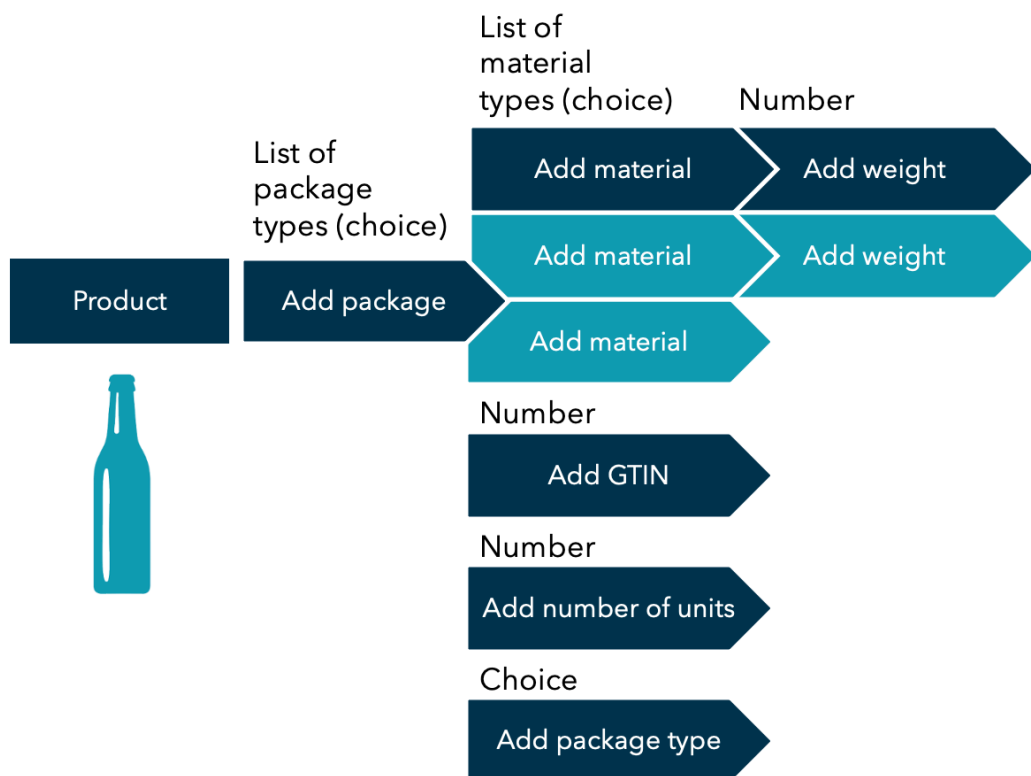 List of
material
types (choice)
Number
List of
package
types (choice)
Add material
Add weight
Add material
Add weight
Product
Add package
Add material
Number
Add GTIN
Number
Add number of units
Choice
Add package type